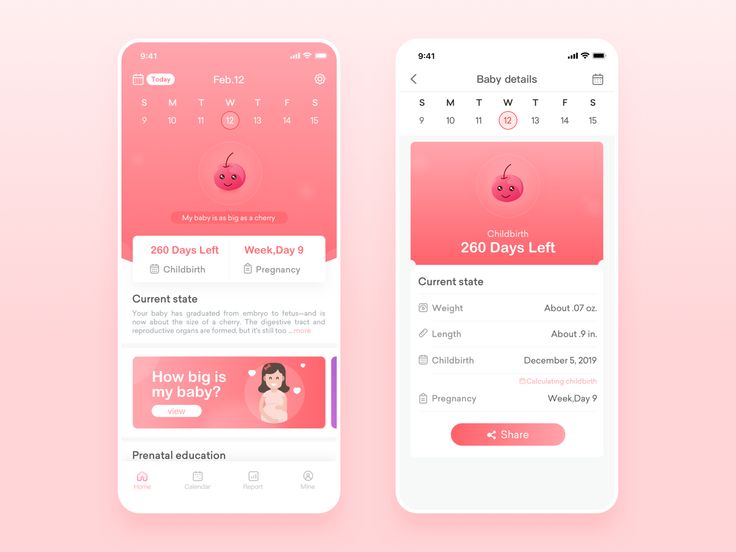 9:41
Today
Feb.12
S M T W T F S
9 10 11 12 13 14 15
My baby is as big as a cherry
260 Days Left
Childbirth
Week,Day 9
Pregnancy
Current state
Your baby has graduated from embryo to fetus—and is
now about the size of a cherry. The digestive tract and
reproductive organs are formed, but it's still too ...more
How big is
my baby?
view
Prenatal education
Home
Calendar
Report
Mine
9:41
Baby details
S M T W T F S
9 10 11 12 13 14 15
Childbirth
260 Days Left
Current state
Weight About .07 oz.
Length About .9 in.
Childbirth December 5, 2019
Calculating childbirth
Pregnancy Week,Day 9
Share